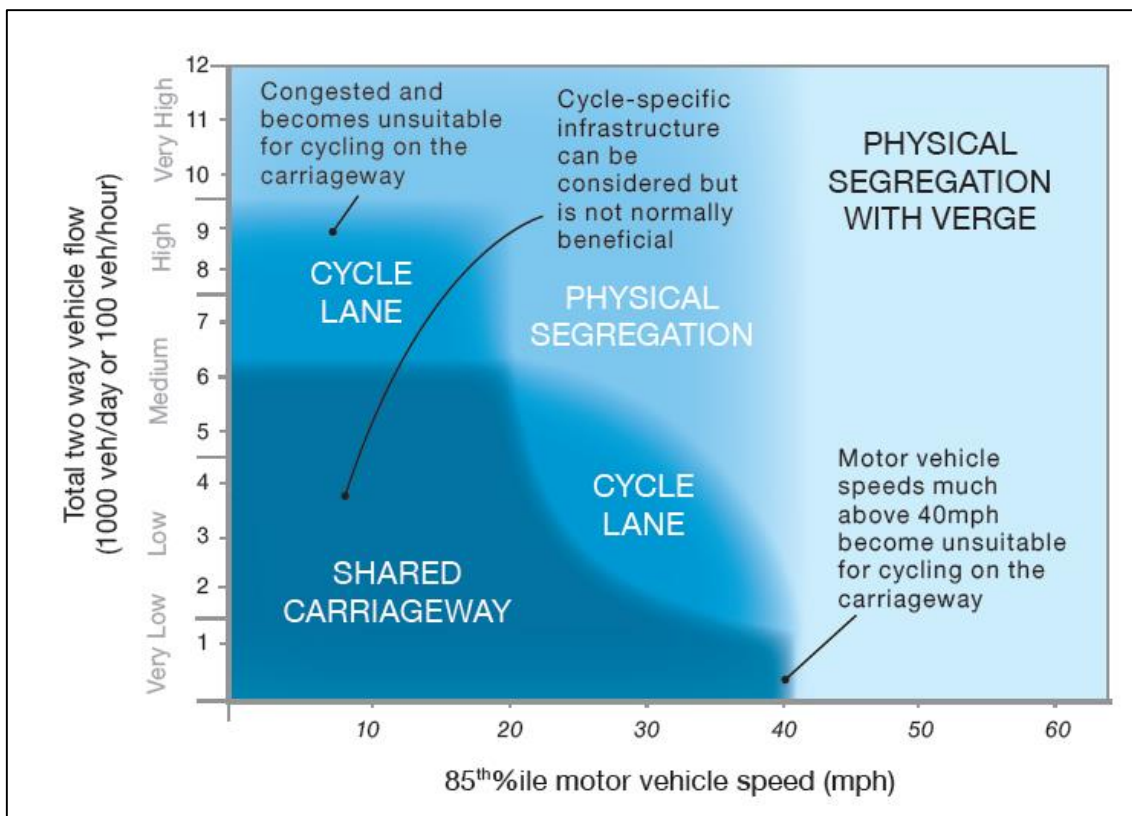 12
11
10
9
8
7
6
5
4
3
2
1
Very High
High
Medium
Low
Very Low
Total two way vehicle flow
(1000 veh/day or 100 veh/hour)
Congested and
becomes unsuitable
for cycling on the
carriageway
Cycle-specific
infrastructure
can be
considered but
is not normally
beneficial
PHYSICAL
SEGREGATION
WITH VERGE
CYCLE
LANE
PHYSICAL
SEGREGATION
CYCLE
LANE
Motor vehicle
speeds much
above 40mph
become unsuitable
for cycling on the
carriageway
SHARED
CARRIAGEWAY
10 20 30 40 50 60
85th%ile motor vehicle speed (mph)